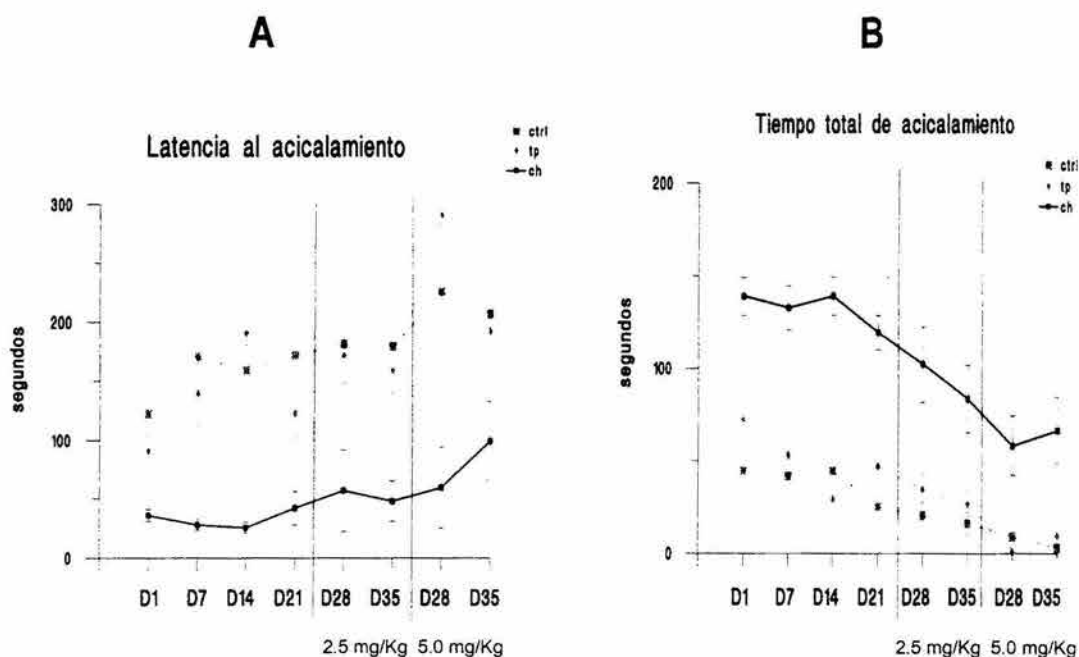 A
Latencia al acicalamiento
ctrl
tp
ch
segundos
300
200
100
0
D1 D7 D14 D21 D28 D35 D28 D35
2.5 mg/Kg 5.0 mg/Kg
B
Tiempo total de acicalamiento
ctrl
tp
ch
segundos
200
100
0
D1 D7 D14 D21 D28 D35 D28 D35
2.5 mg/Kg 5.0 mg/Kg